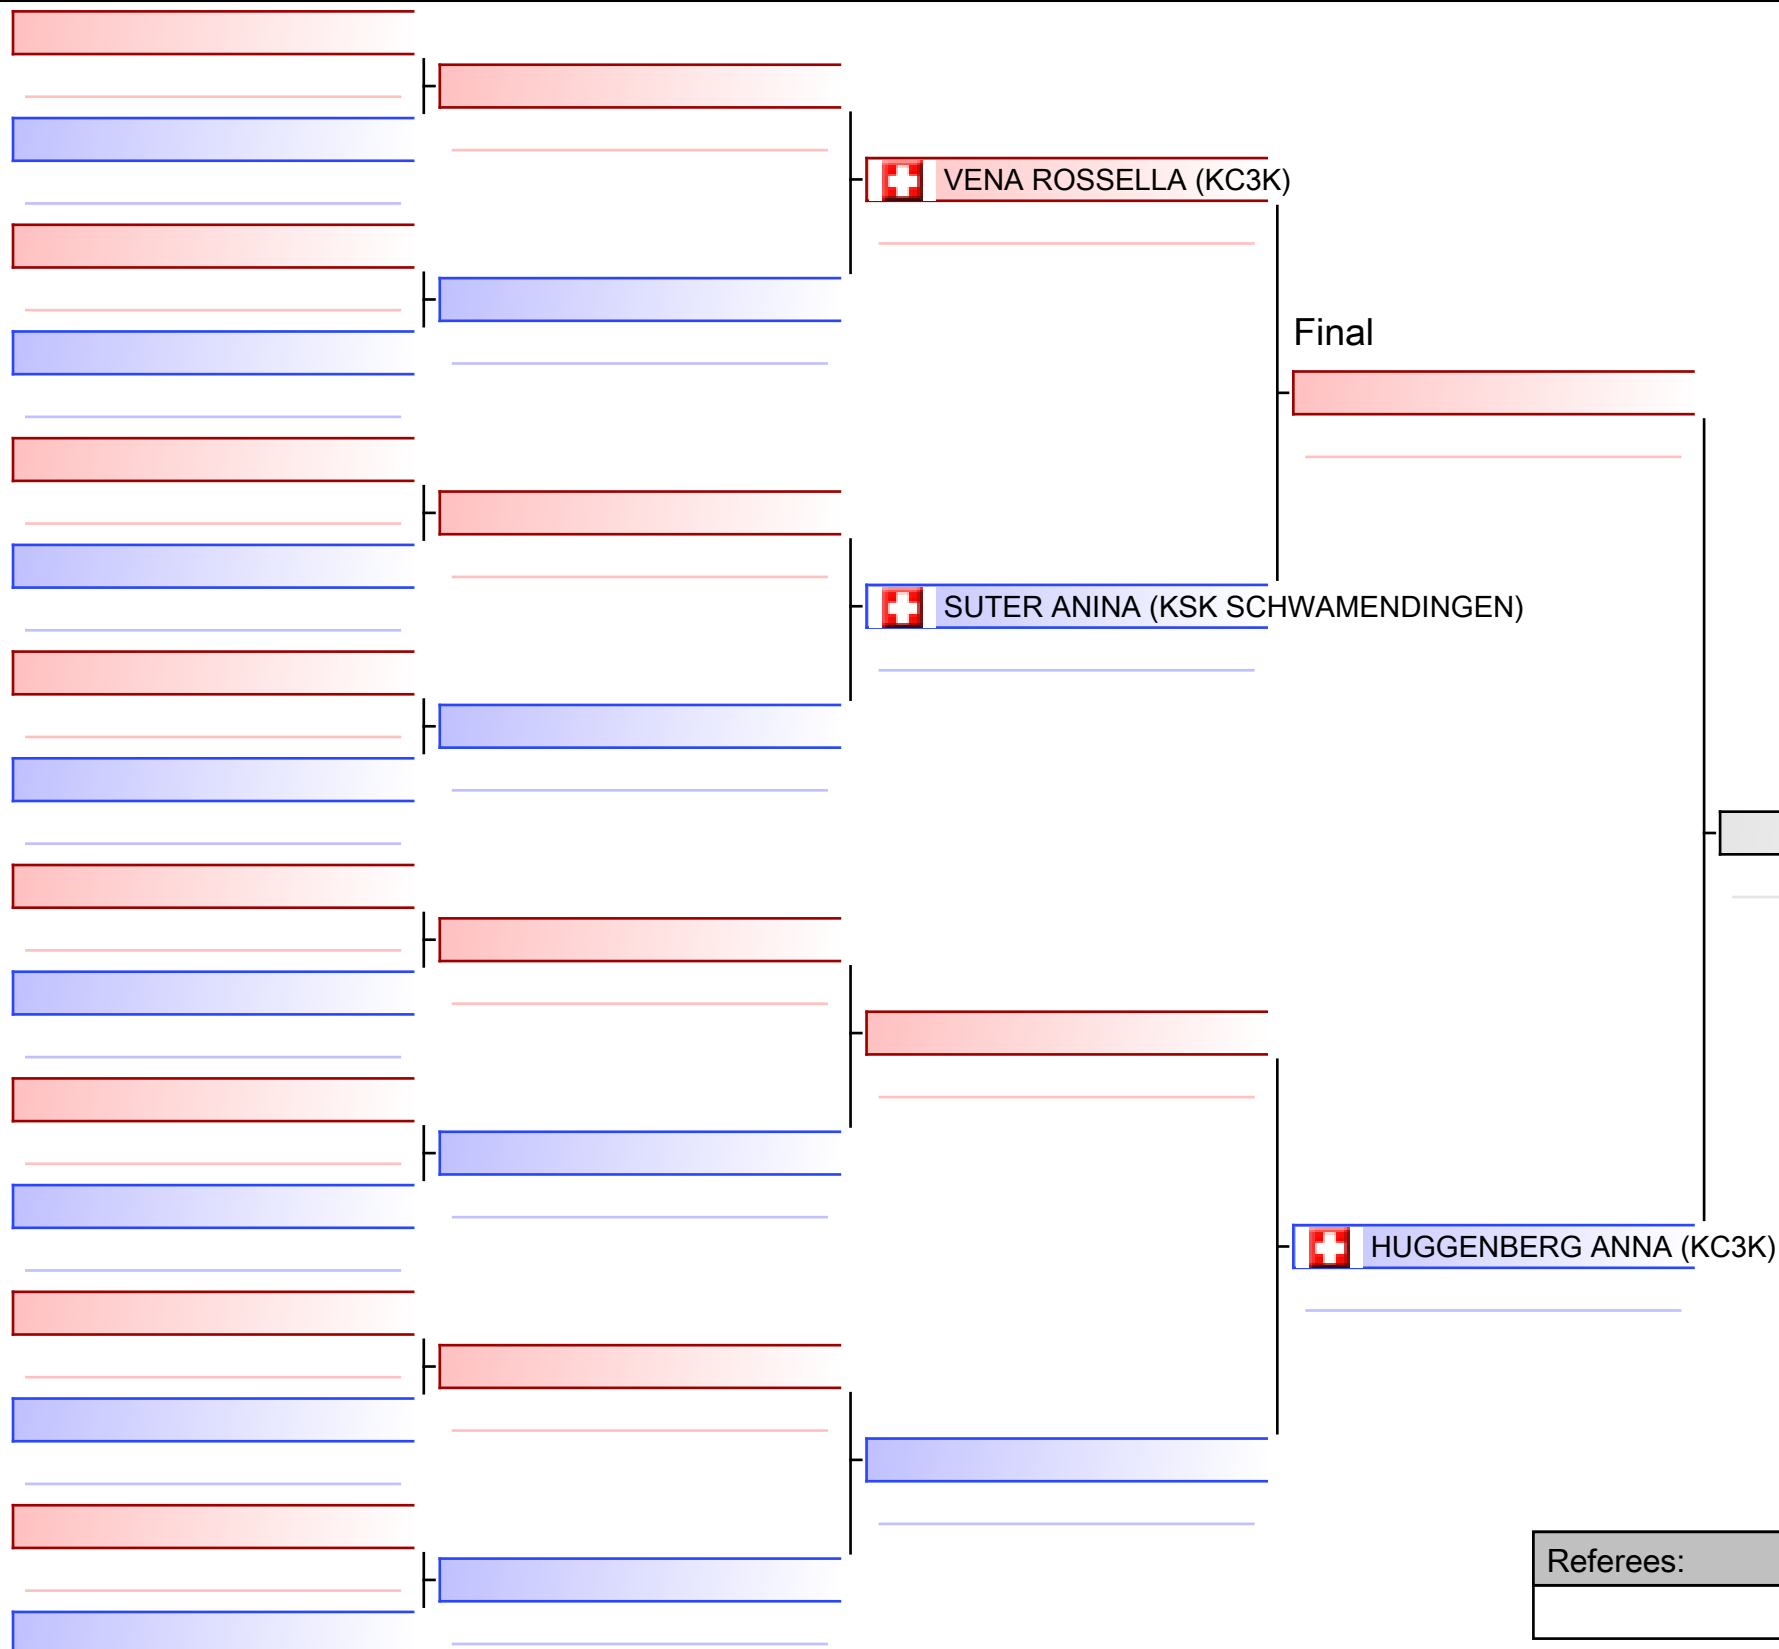 VENA ROSSELLA (KC3K)
Final
SUTER ANINA (KSK SCHWAMENDINGEN)
HUGGENBERG ANNA (KC3K)
Referees: